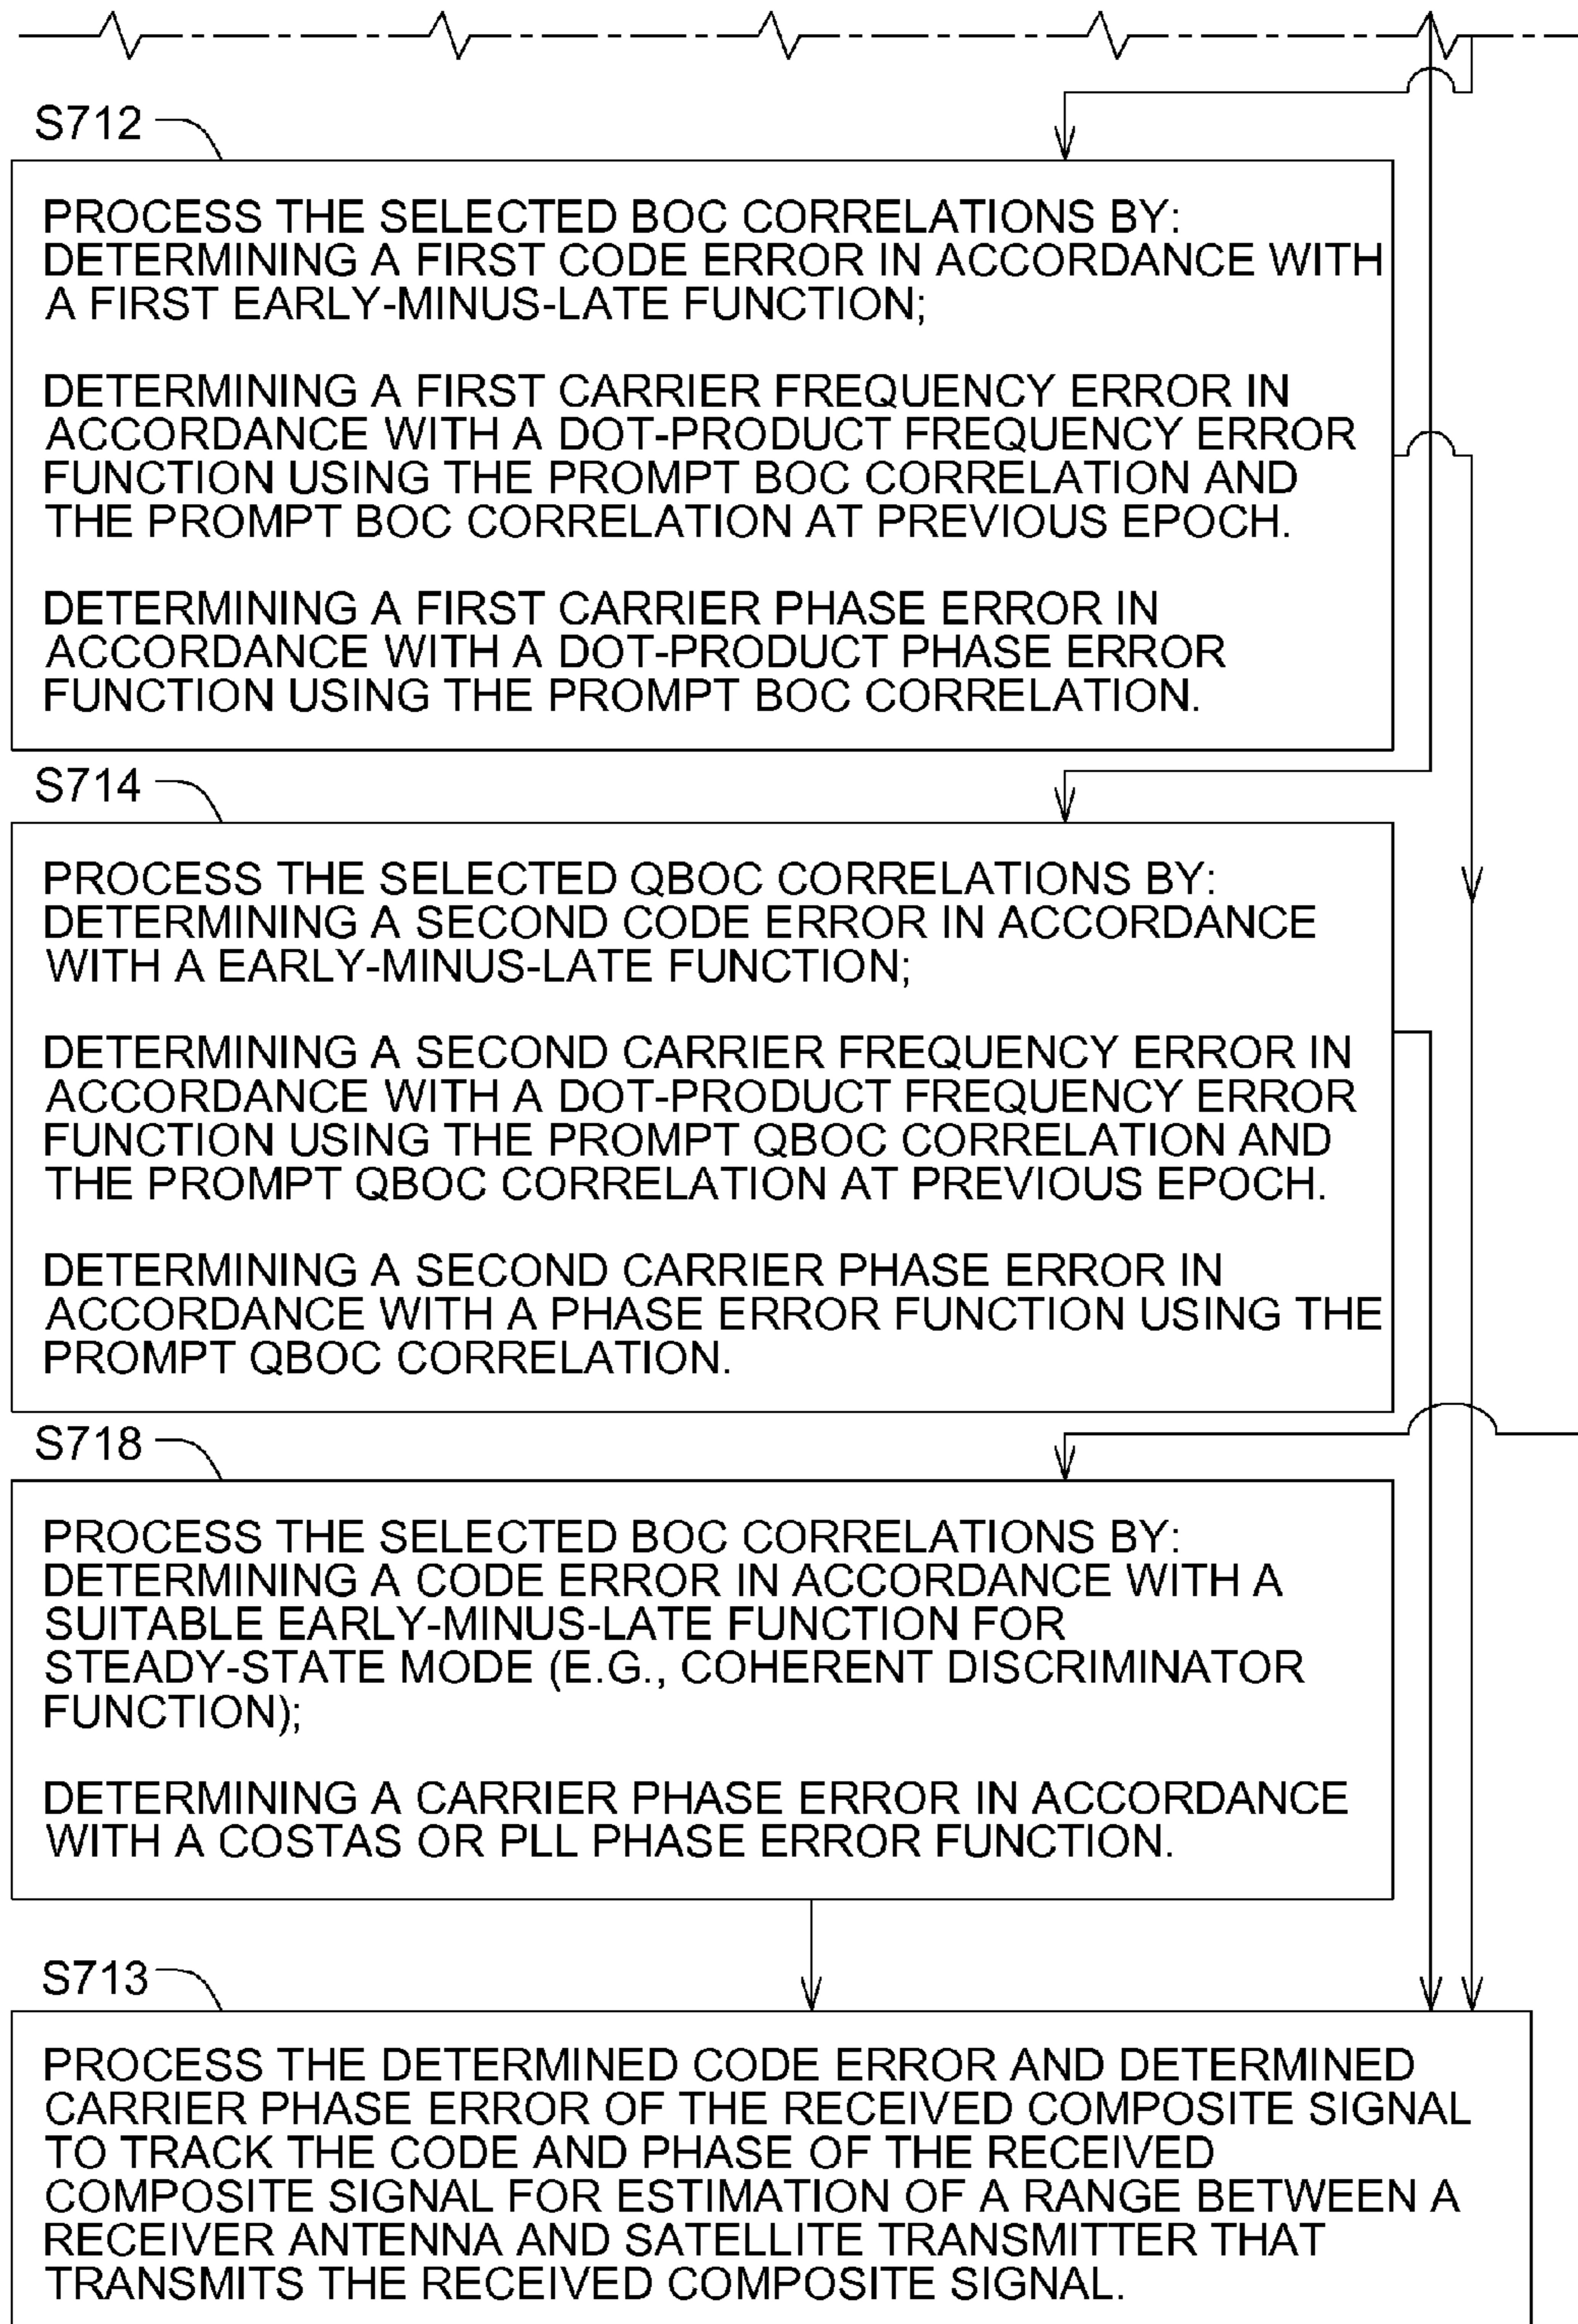 S712
PROCESS THE SELECTED BOC CORRELATIONS BY:
DETERMINING A FIRST CODE ERROR IN ACCORDANCE WITH
A FIRST EARLY-MINUS-LATE FUNCTION;
DETERMINING A FIRST CARRIER FREQUENCY ERROR IN
ACCORDANCE WITH A DOT-PRODUCT FREQUENCY ERROR
FUNCTION USING THE PROMPT BOC CORRELATION AND
THE PROMPT BOC CORRELATION AT PREVIOUS EPOCH.
DETERMINING A FIRST CARRIER PHASE ERROR IN
ACCORDANCE WITH A DOT-PRODUCT PHASE ERROR
FUNCTION USING THE PROMPT BOC CORRELATION.
S714
PROCESS THE SELECTED QBOC CORRELATIONS BY:
DETERMINING A SECOND CODE ERROR IN ACCORDANCE
WITH A EARLY-MINUS-LATE FUNCTION;
DETERMINING A SECOND CARRIER FREQUENCY ERROR IN
ACCORDANCE WITH A DOT-PRODUCT FREQUENCY ERROR
FUNCTION USING THE PROMPT QBOC CORRELATION AND
THE PROMPT QBOC CORRELATION AT PREVIOUS EPOCH.
DETERMINING A SECOND CARRIER PHASE ERROR IN
ACCORDANCE WITH A PHASE ERROR FUNCTION USING THE
PROMPT QBOC CORRELATION.
S718
PROCESS THE SELECTED BOC CORRELATIONS BY:
DETERMINING A CODE ERROR IN ACCORDANCE WITH A
SUITABLE EARLY-MINUS-LATE FUNCTION FOR
STEADY-STATE MODE (E.G., COHERENT DISCRIMINATOR
FUNCTION);
DETERMINING A CARRIER PHASE ERROR IN ACCORDANCE
WITH A COSTAS OR PLL PHASE ERROR FUNCTION.
S713
PROCESS THE DETERMINED CODE ERROR AND DETERMINED
CARRIER PHASE ERROR OF THE RECEIVED COMPOSITE SIGNAL
TO TRACK THE CODE AND PHASE OF THE RECEIVED
COMPOSITE SIGNAL FOR ESTIMATION OF A RANGE BETWEEN A
RECEIVER ANTENNA AND SATELLITE TRANSMITTER THAT
TRANSMITS THE RECEIVED COMPOSITE SIGNAL.